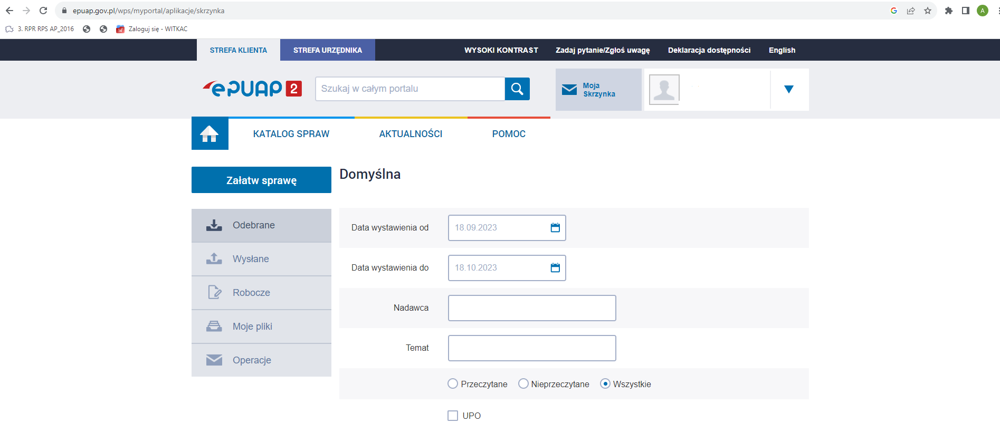 epuap.gov.pl/wps/myportal/aplikacje/skrzynka
A
3. RPR RPS AP_2016
Zaloguj się - WITKAC
STREFA KLIENTA
STREFA URZĘDNIKA
WYSOKI KONTRAST
Zadaj pytanie/Zgłoś uwagę
Deklaracja dostępności
English
ePUAP 2
Szukaj w całym portalu
Moja
Skrzynka
KATALOG SPRAW
AKTUALNOŚCI
POMOC
Załatw sprawę
Domyślna
Odebrane
Wysłane
Robocze
Moje pliki
Operacje
Data wystawienia od
18.09.2023
Data wystawienia do
18.10.2023
Nadawca
Temat
Przeczytane
Nieprzeczytane
Wszystkie
UPO